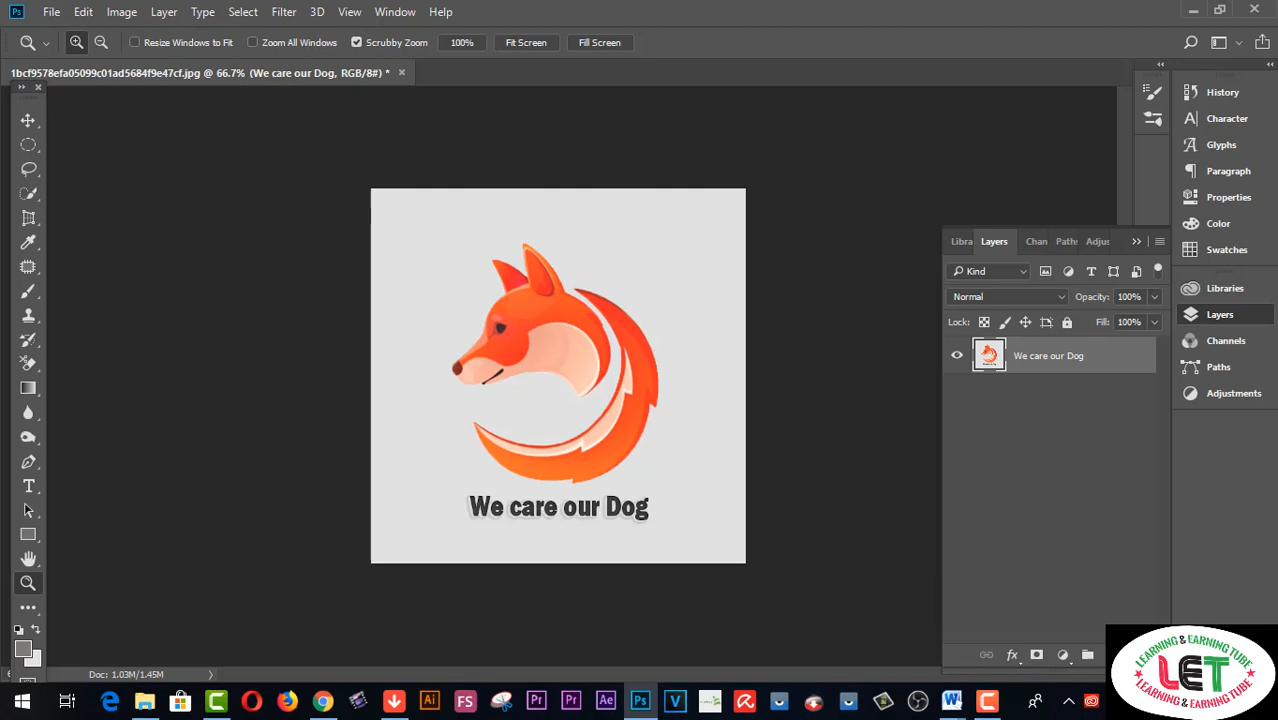 File Edit Image Layer Type Select Filter 3D View Window Help
Resize Windows to Fit Zoom All Windows Scrubby Zoom 100% Fit Screen Fill Screen
1bcf9578efa05099c01ad5684f9e47cf.jpg @ 66.7% (We care our Dog, RGB/8#) *
History
Character
Glyphs
Paragraph
Properties
Color
Swatches
Libraries
Layers
Channels
Paths
Adjustments
Libra Layers Chan Paths Adjus
Kind
Normal Opacity: 100%
Lock: Fill: 100%
We care our Dog
We care our Dog
Doc: 1.03M/1.45M
LEARNING & EARNING TUBE
LET
LEARNING & EARNING TUBE